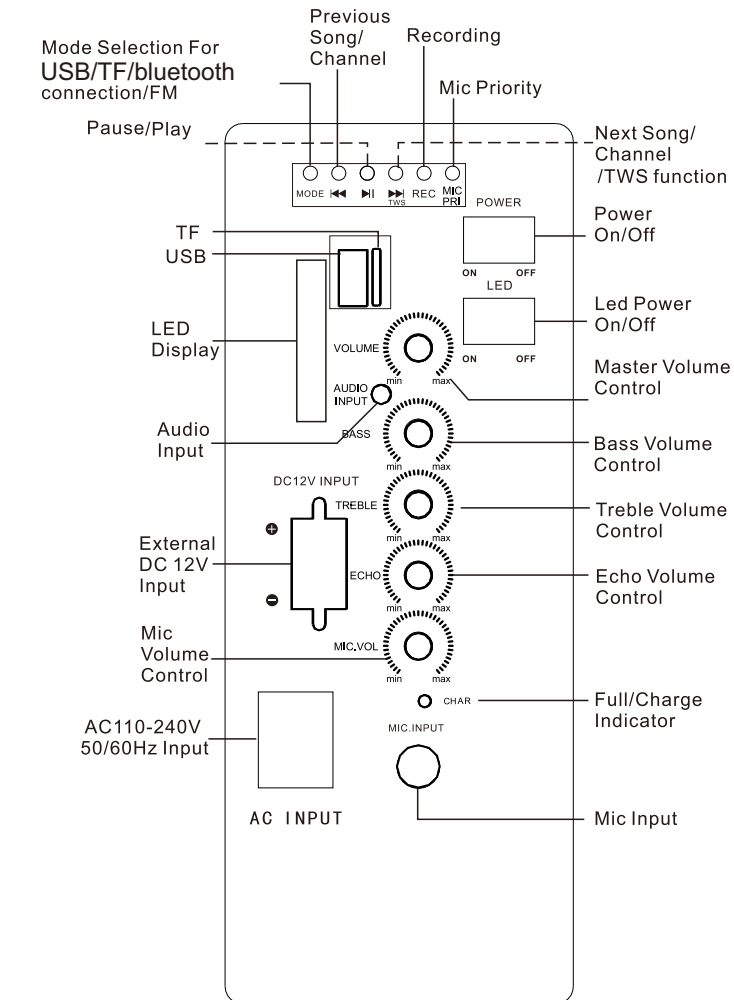 Previous
Song/
Channel
Recording
Mode Selection For
USB/TF/bluetooth
connection/FM
Mic Priority
Pause/Play
Next Song/
Channel
/TWS function
MODE
TWS
REC
MIC
PRI
POWER
ON OFF
Power
On/Off
TF
USB
LED
ON OFF
Led Power
On/Off
LED
Display
VOLUME
min max
Master Volume
Control
AUDIO
INPUT
Audio
Input
BASS
min max
Bass Volume
Control
DC12V INPUT
TREBLE
min max
Treble Volume
Control
+
External
DC 12V
Input
−
ECHO
min max
Echo Volume
Control
Mic
Volume
Control
MIC.VOL
min max
CHAR
Full/Charge
Indicator
AC110-240V
50/60Hz Input
AC INPUT
MIC.INPUT
Mic Input